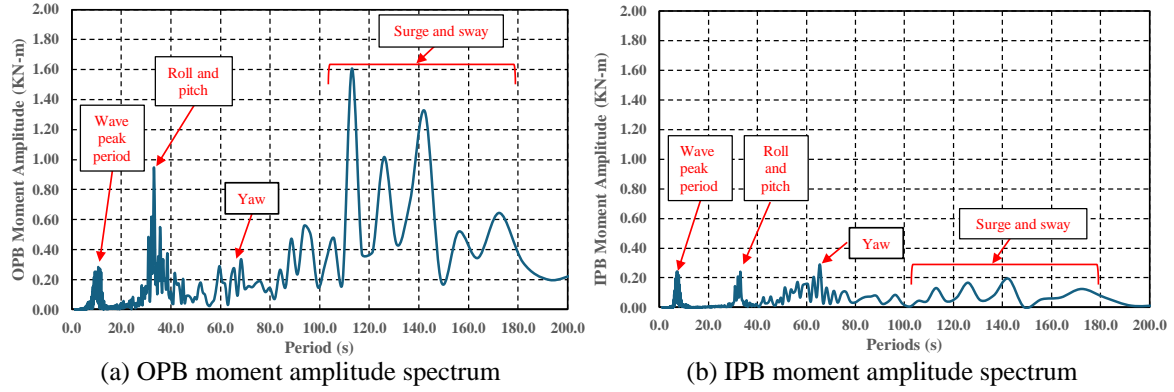 2.00
1.80
1.60
1.40
1.20
1.00
0.80
0.60
0.40
0.20
0.00
OPB Moment Amplitude (KN-m)
Surge and sway
Roll and
pitch
Wave
peak
period
Yaw
0.0 20.0 40.0 60.0 80.0 100.0 120.0 140.0 160.0 180.0 200.0
Period (s)
(a) OPB moment amplitude spectrum
2.00
1.80
1.60
1.40
1.20
1.00
0.80
0.60
0.40
0.20
0.00
IPB Moment Amplitude (KN-m)
Wave
peak
period
Roll and
pitch
Yaw
Surge and sway
0.0 20.0 40.0 60.0 80.0 100.0 120.0 140.0 160.0 180.0 200.0
Periods (s)
(b) IPB moment amplitude spectrum